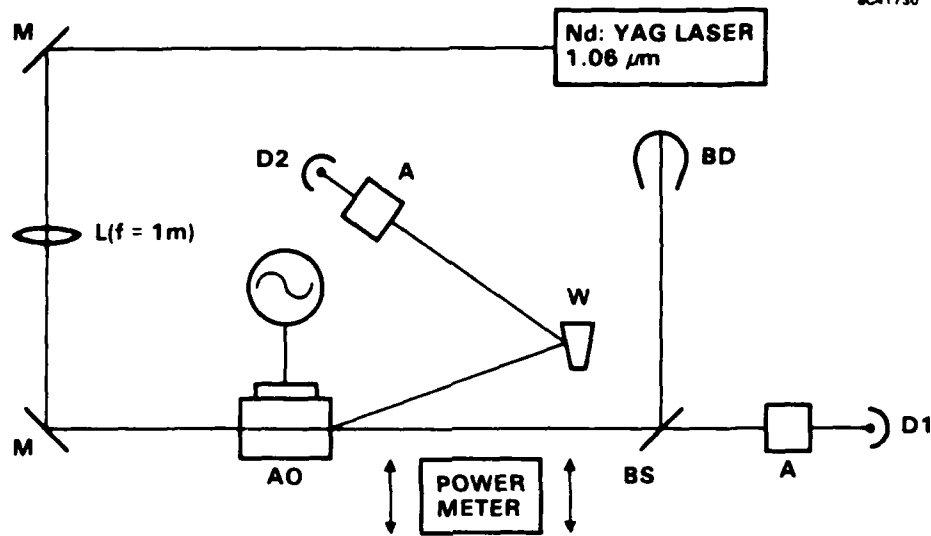 M
Nd: YAG LASER
1.06 μm
D2
A
BD
L(f = 1m)
W
M
AO
POWER
METER
BS
A
D1